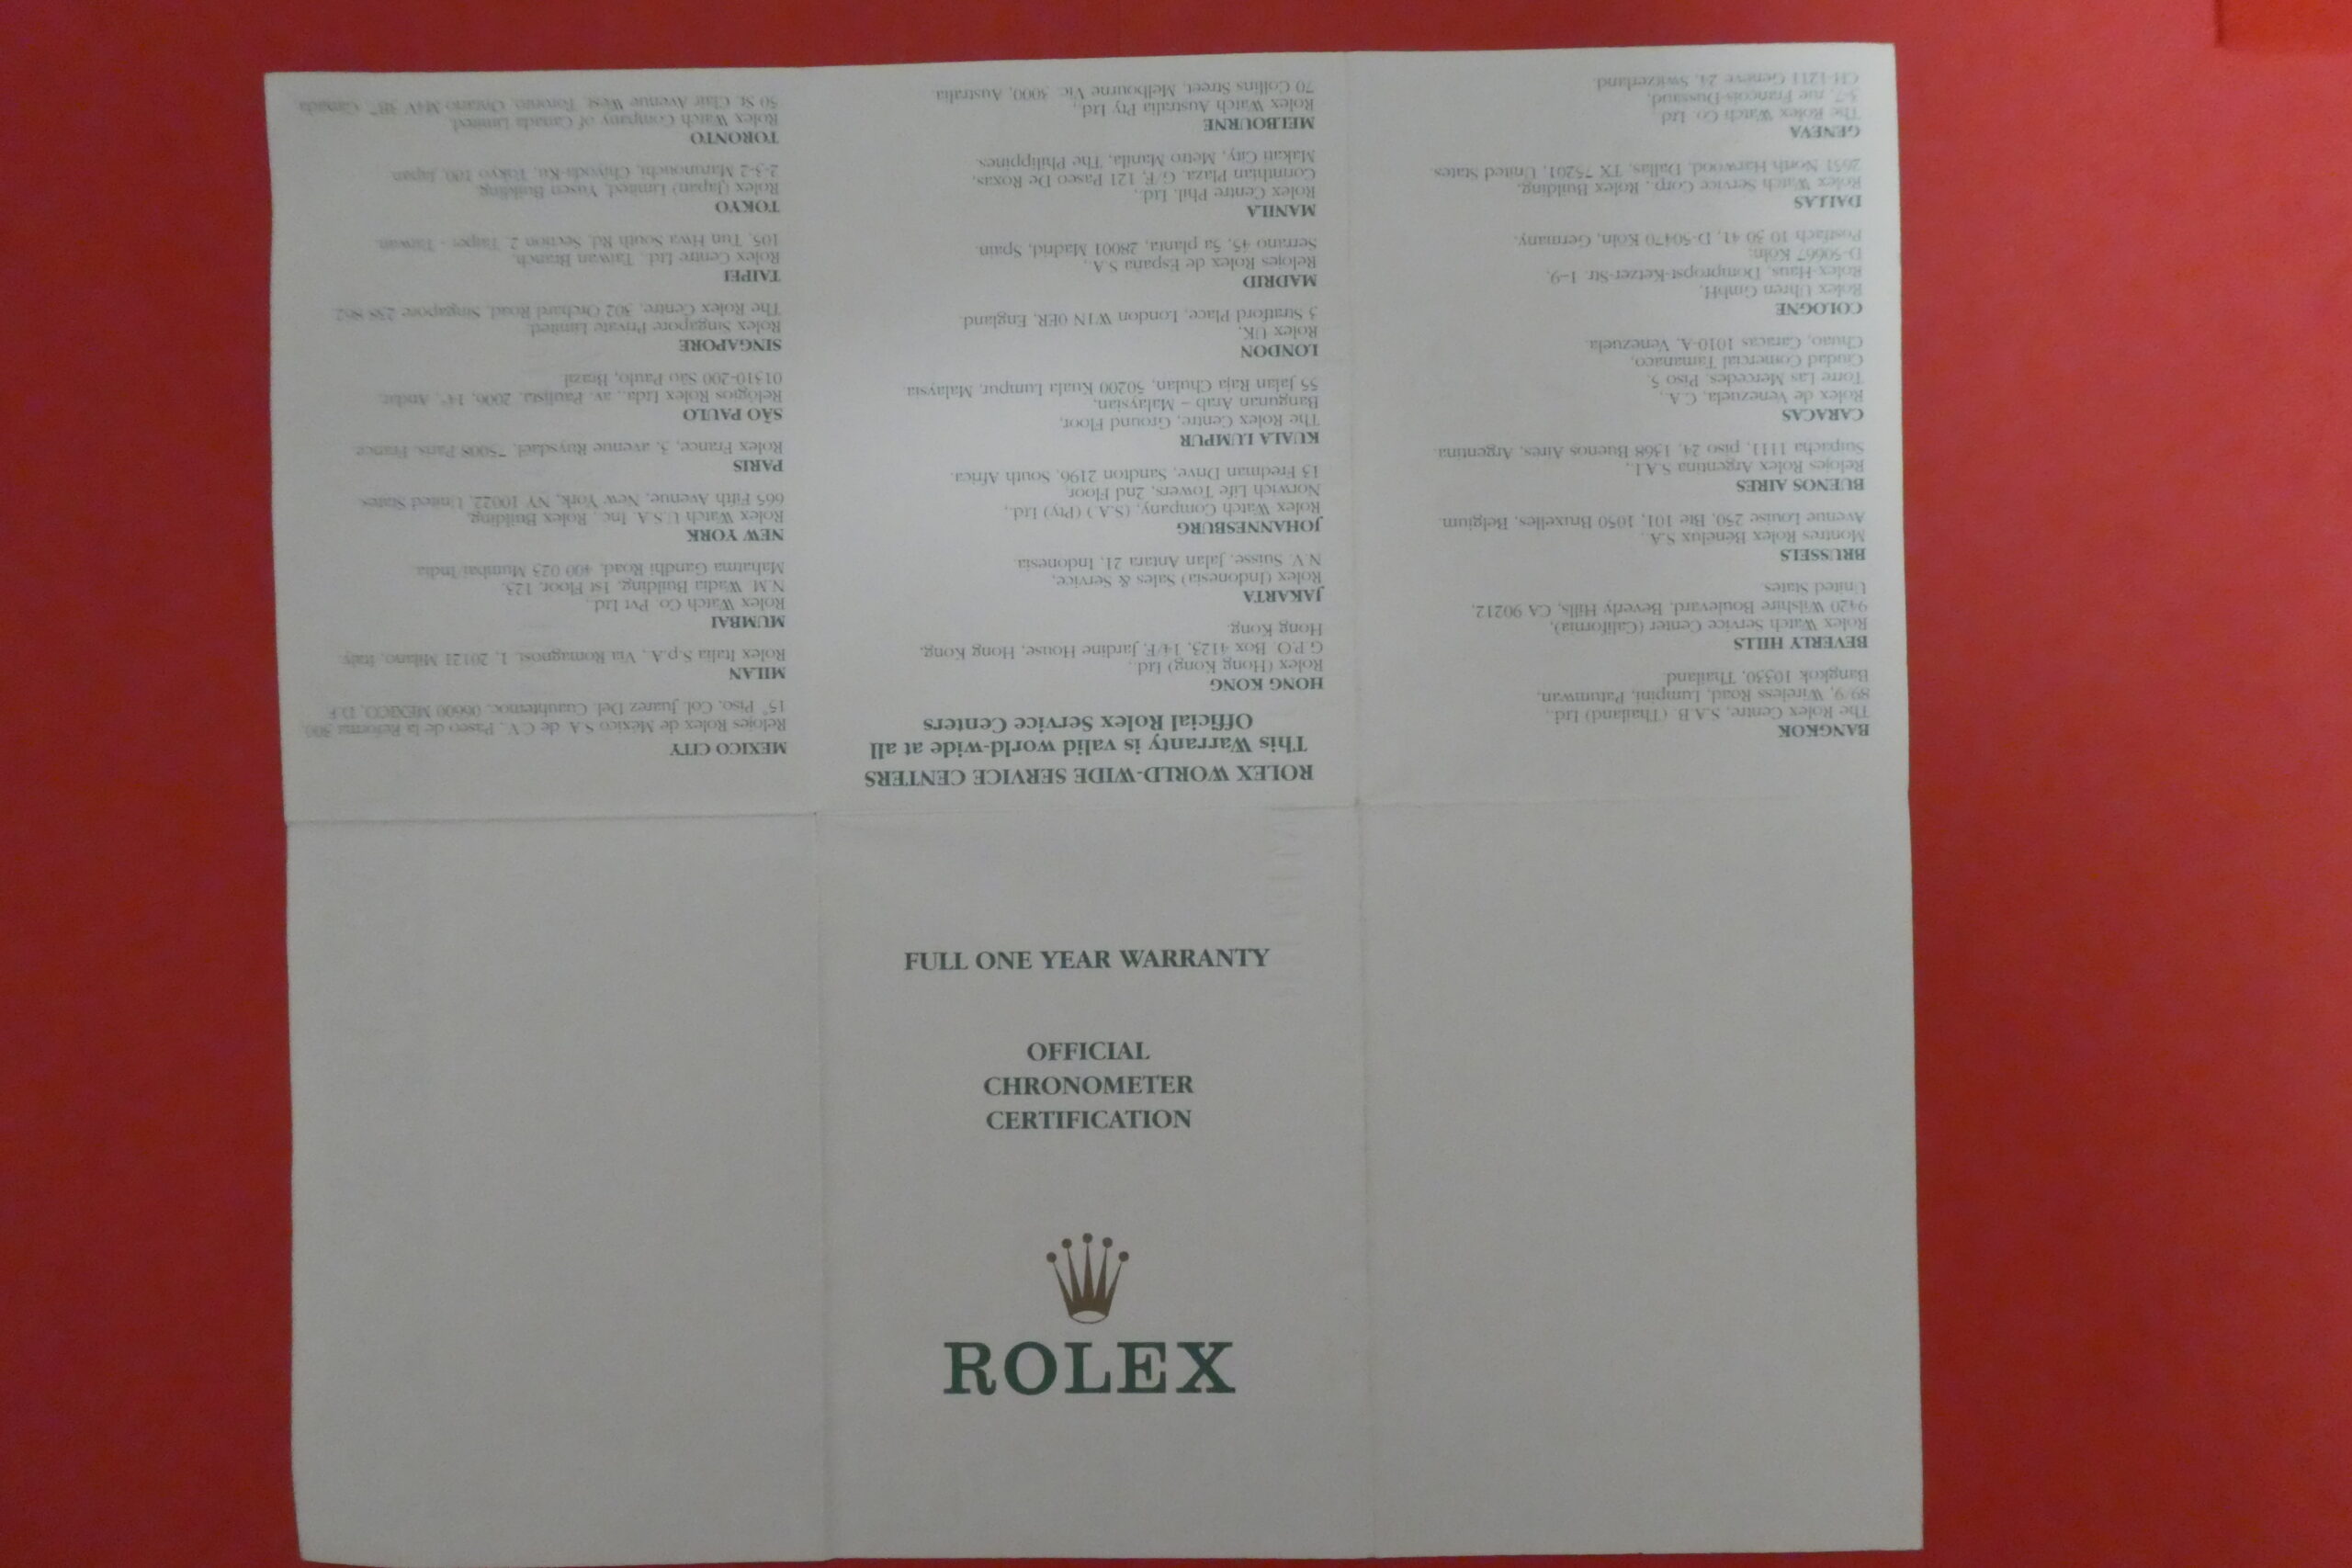 FULL ONE YEAR WARRANTY
OFFICIAL
CHRONOMETER
CERTIFICATION
ROLEX
ROLEX WORLD-WIDE SERVICE CENTERS
This Warranty is valid world-wide at all
Official Rolex Service Centers
BANGKOK
The Rolex Centre, S.A.B. (Thailand) Ltd.,
89/9, Wireless Road, Lumpini, Patumwan,
Bangkok 10330, Thailand
BEVERLY HILLS
Rolex Watch Service Center (California),
9420 Wilshire Boulevard, Beverly Hills, CA 90212,
United States
BRUSSELS
Montres Rolex Bénélux S.A.,
Avenue Louise 250, Bte 101, 1050 Bruxelles, Belgium
BUENOS AIRES
Relojes Rolex Argentina S.A.I.,
Suipacha 1111, piso 24, 1368 Buenos Aires, Argentina
CARACAS
Rolex de Venezuela, C.A.,
Torre Las Mercedes, Piso 5,
Ciudad Comercial Tamanaco,
Chuao, Caracas 1010-A, Venezuela
COLOGNE
Rolex Uhren GmbH,
Rolex-Haus, Dompropst-Ketzer-Str. 1–9,
D-50667 Köln;
Postfach 10 30 41, D-50470 Köln, Germany
DALLAS
Rolex Watch Service Corp., Rolex Building,
2651 North Harwood, Dallas, TX 75201, United States
GENEVA
The Rolex Watch Co. Ltd,
3-7, rue François-Dussaud,
CH-1211 Genève 24, Switzerland
HONG KONG
Rolex (Hong Kong) Ltd.,
G.P.O. Box 4123, 14/F, Jardine House, Hong Kong,
Hong Kong
JAKARTA
Rolex (Indonesia) Sales & Service,
N.V. Suisse, Jalan Antara 21, Indonesia
JOHANNESBURG
Rolex Watch Company, (S.A.) (Pty) Ltd.,
Norwich Life Towers, 2nd Floor
13 Fredman Drive, Sandton 2196, South Africa
KUALA LUMPUR
The Rolex Centre, Ground Floor,
Bangunan Arab – Malaysian,
55 Jalan Raja Chulan, 50200 Kuala Lumpur, Malaysia
LONDON
Rolex UK,
3 Stratford Place, London W1N 0ER, England
MADRID
Relojes Rolex de España S.A.,
Serrano 45, 5a planta, 28001 Madrid, Spain
MANILA
Rolex Centre Phil. Ltd.,
Corinthian Plaza, G/F, 121 Paseo De Roxas,
Makati City, Metro Manila, The Philippines
MELBOURNE
Rolex Watch Australia Pty Ltd.,
70 Collins Street, Melbourne Vic. 3000, Australia
MEXICO CITY
Relojes Rolex de México S.A. de C.V., Paseo de la Reforma 300,
15° Piso, Col. Juárez Del. Cuauhtemoc, 06600 MEXICO, D.F.
MILAN
Rolex Italia S.p.A., Via Romagnosi, 1, 20121 Milano, Italy
MUMBAI
Rolex Watch Co. Pvt Ltd.,
N.M. Wadia Building, 1st Floor, 123,
Mahatma Gandhi Road, 400 023 Mumbai India
NEW YORK
Rolex Watch U.S.A. Inc., Rolex Building,
665 Fifth Avenue, New York, NY 10022, United States
PARIS
Rolex France, 3, avenue Ruysdaël, 75008 Paris, France
SÃO PAULO
Relógios Rolex Ltda., av. Paulista, 2006, 14°, Andar,
01310-200 São Paulo, Brazil
SINGAPORE
Rolex Singapore Private Limited,
The Rolex Centre, 302 Orchard Road, Singapore 238 862
TAIPEI
Rolex Centre Ltd., Taiwan Branch,
105, Tun Hwa South Rd. Section 2, Taipei - Taiwan
TOKYO
Rolex (Japan) Limited, Yusen Building
2-3-2 Marunouchi, Chiyoda-Ku, Tokyo 100, Japan
TORONTO
Rolex Watch Company of Canada Limited,
50 St. Clair Avenue West, Toronto, Ontario M4V 3B7, Canada